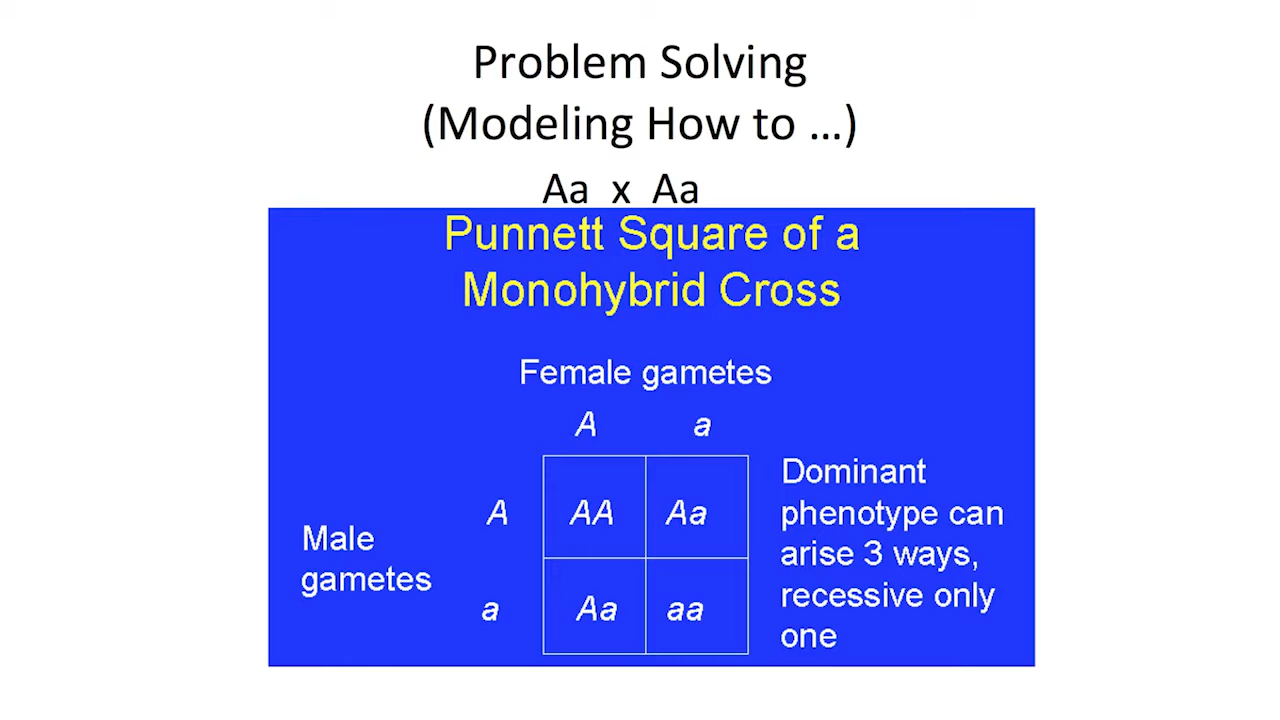 Problem Solving
(Modeling How to …)
Aa x Aa
Punnett Square of a
Monohybrid Cross
Female gametes
A a
A AA Aa
Male
gametes
a Aa aa
Dominant
phenotype can
arise 3 ways,
recessive only
one